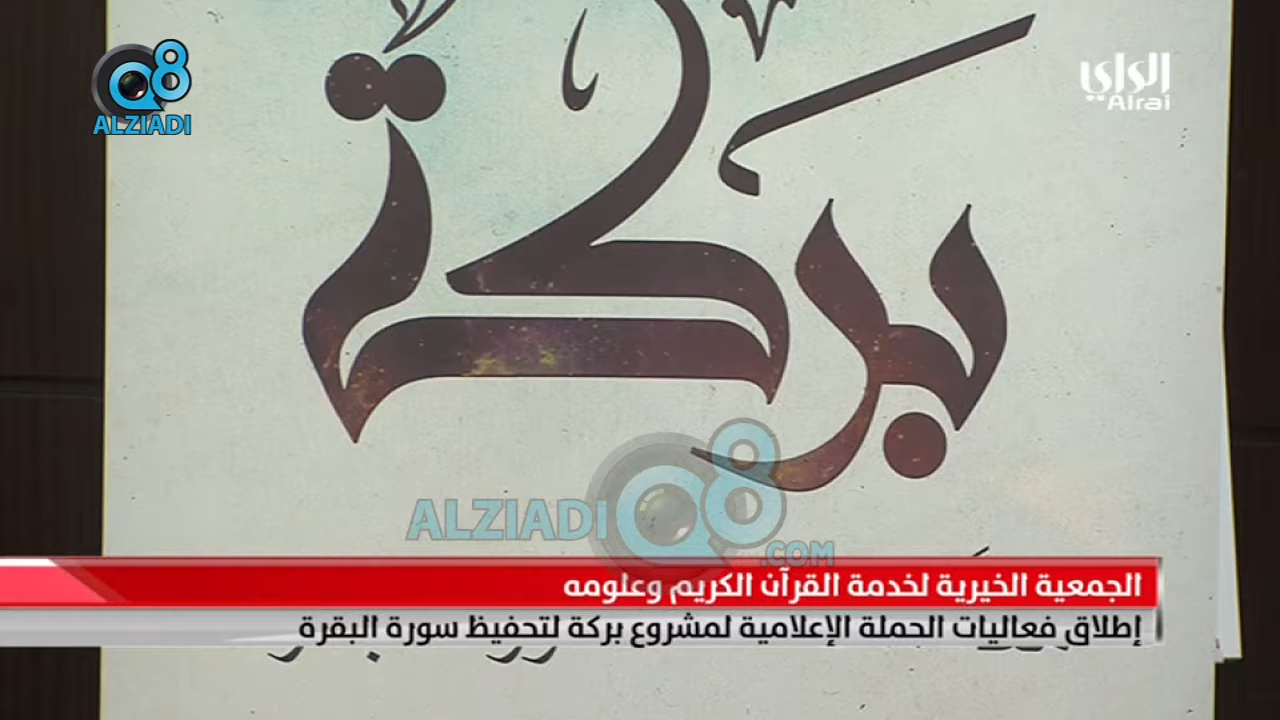 Q8
ALZIADI
الراي
Alrai
بركة
ALZIADI Q8
.COM
الجمعية الخيرية لخدمة القرآن الكريم وعلومه
إطلاق فعاليات الحملة الإعلامية لمشروع بركة لتحفيظ سورة البقرة